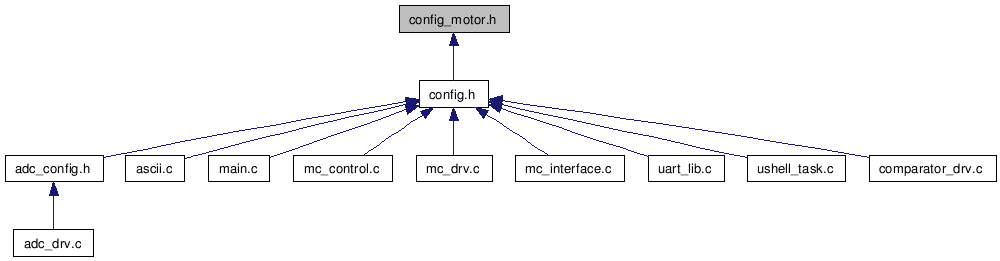 config_motor.h
config.h
adc_config.h
ascii.c
main.c
mc_control.c
mc_drv.c
mc_interface.c
uart_lib.c
ushell_task.c
comparator_drv.c
adc_drv.c